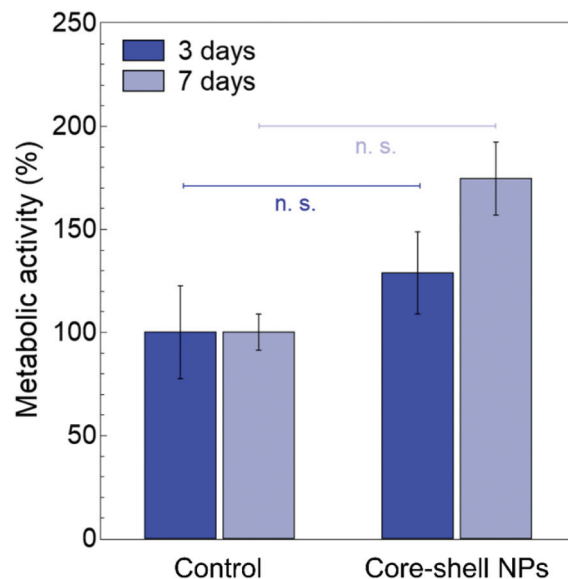 250
200
150
100
50
0
Metabolic activity (%)
3 days
7 days
n. s.
n. s.
Control
Core-shell NPs